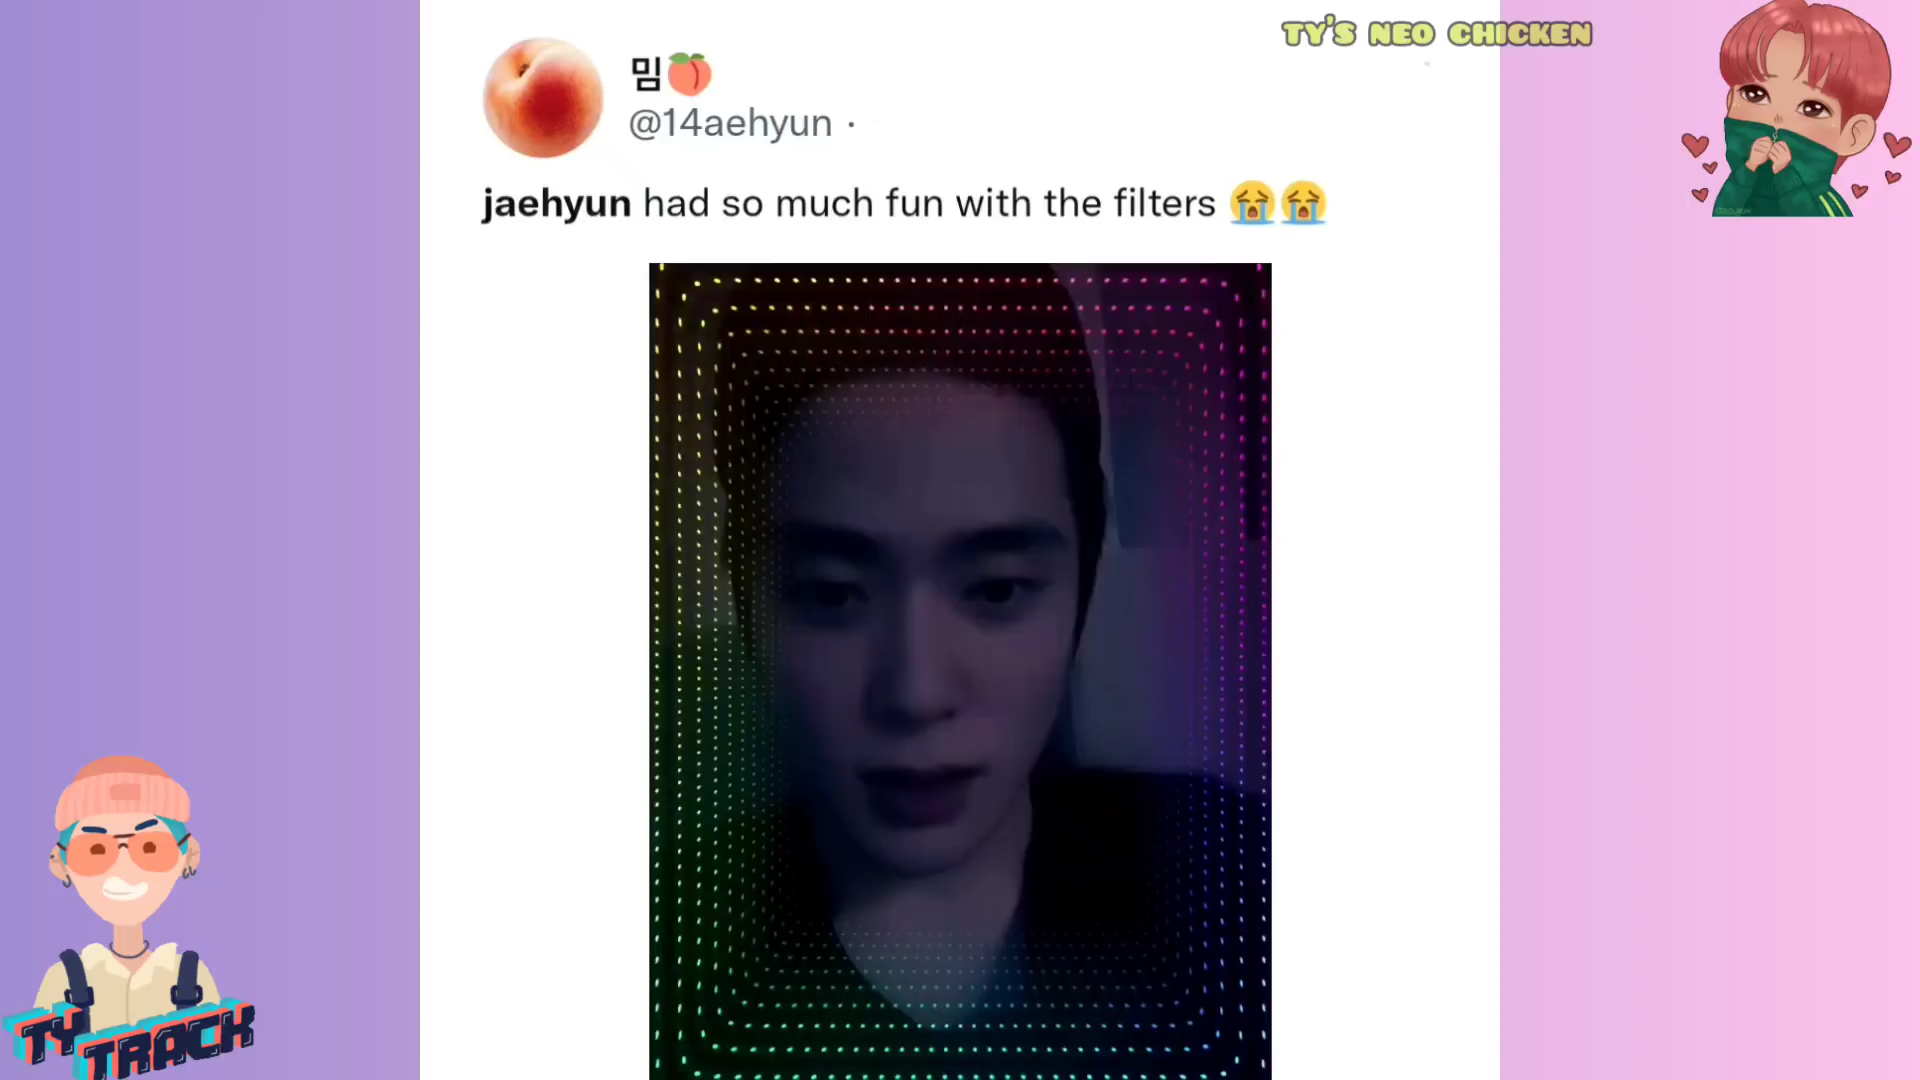 TY'S NEO CHICKEN
밈🍑
@14aehyun ·
jaehyun had so much fun with the filters 😭😭
TY
TRACK